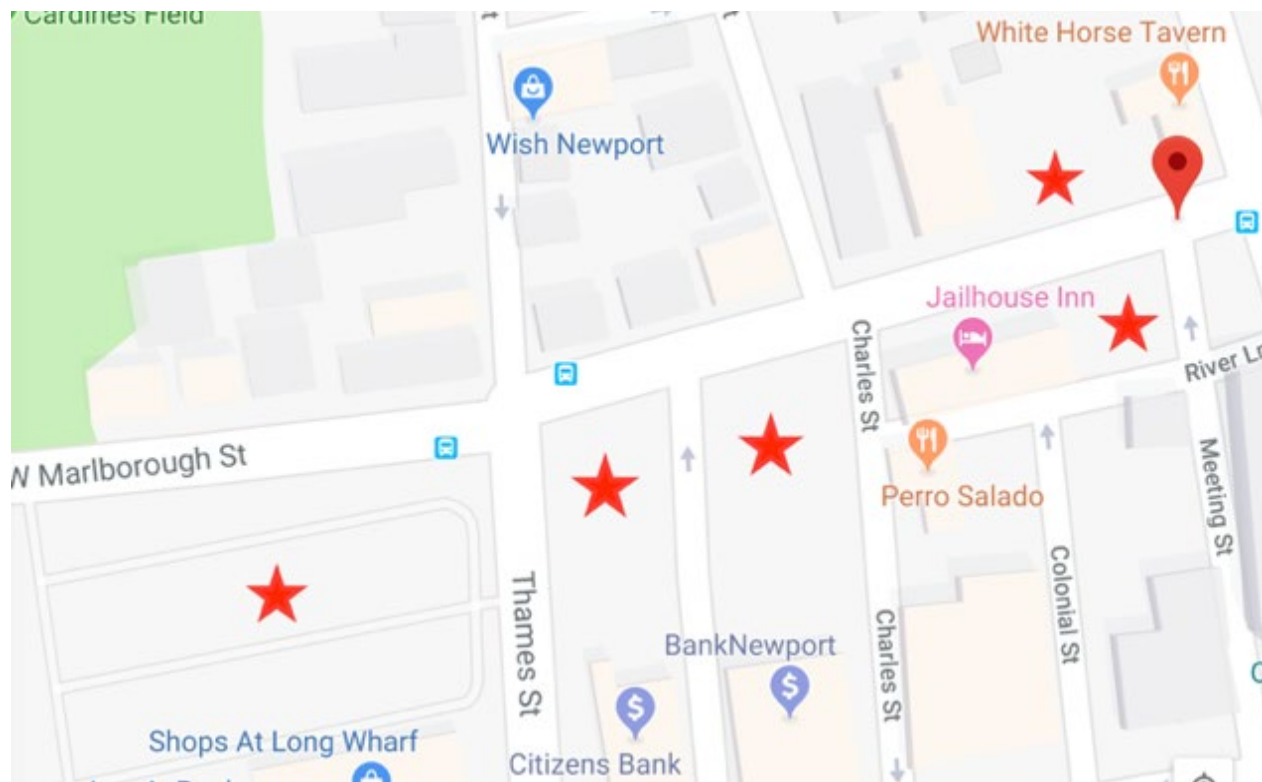 Cardines Field
White Horse Tavern
Wish Newport
Jailhouse Inn
Charles St
River Ln
W Marlborough St
Perro Salado
Meeting St
Colonial St
Thames St
Charles St
BankNewport
Shops At Long Wharf
Citizens Bank